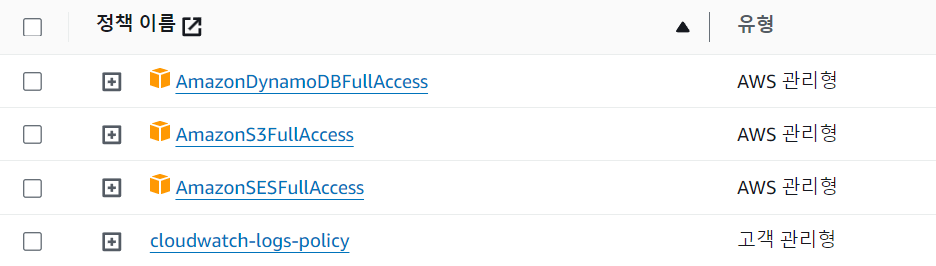 정책 이름 유형
AmazonDynamoDBFullAccess AWS 관리형
AmazonS3FullAccess AWS 관리형
AmazonSESFullAccess AWS 관리형
cloudwatch-logs-policy 고객 관리형